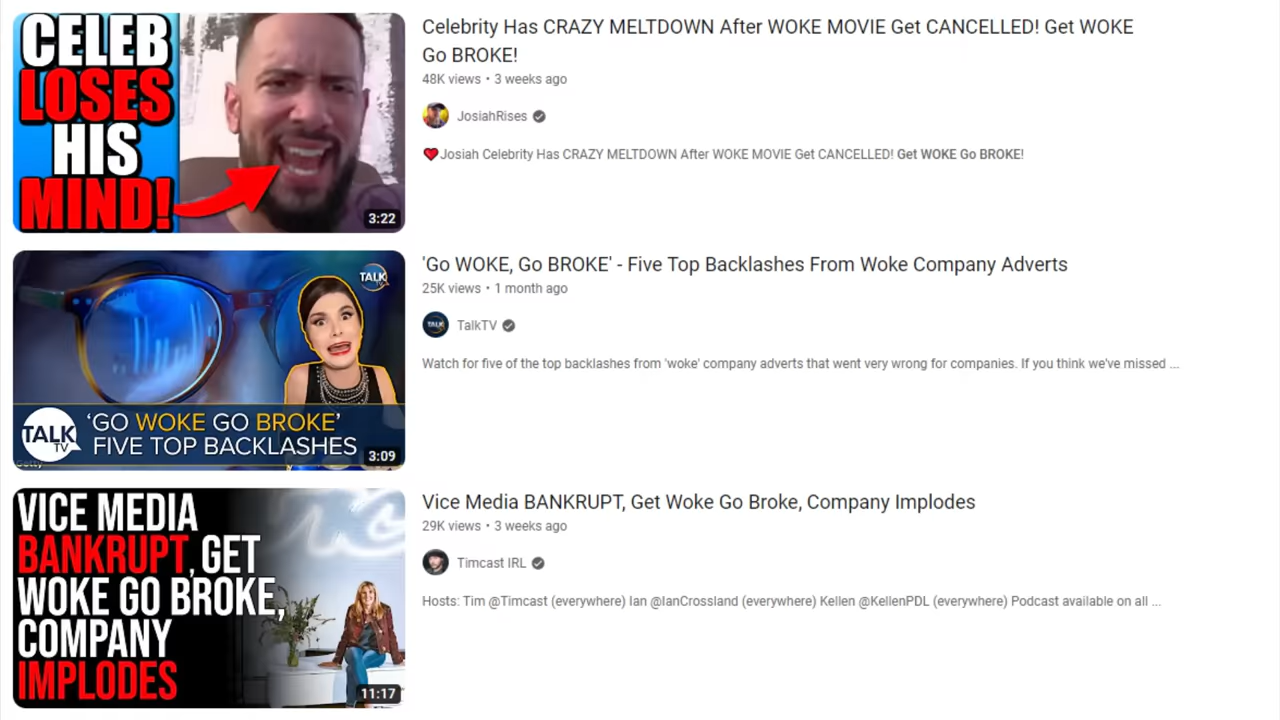 CELEB
LOSES
HIS
MIND!
3:22
Celebrity Has CRAZY MELTDOWN After WOKE MOVIE Get CANCELLED! Get WOKE
Go BROKE!
48K views • 3 weeks ago
JosiahRises
Josiah Celebrity Has CRAZY MELTDOWN After WOKE MOVIE Get CANCELLED! Get WOKE Go BROKE!
TALK
TV
TALK
TV
'GO WOKE GO BROKE'
FIVE TOP BACKLASHES
Getty
3:09
'Go WOKE, Go BROKE' - Five Top Backlashes From Woke Company Adverts
25K views • 1 month ago
TALK
TalkTV
Watch for five of the top backlashes from 'woke' company adverts that went very wrong for companies. If you think we've missed ...
VICE MEDIA
BANKRUPT, GET
WOKE GO BROKE,
COMPANY
IMPLODES
11:17
Vice Media BANKRUPT, Get Woke Go Broke, Company Implodes
29K views • 3 weeks ago
Timcast IRL
Hosts: Tim @Timcast (everywhere) Ian @IanCrossland (everywhere) Kellen @KellenPDL (everywhere) Podcast available on all ...